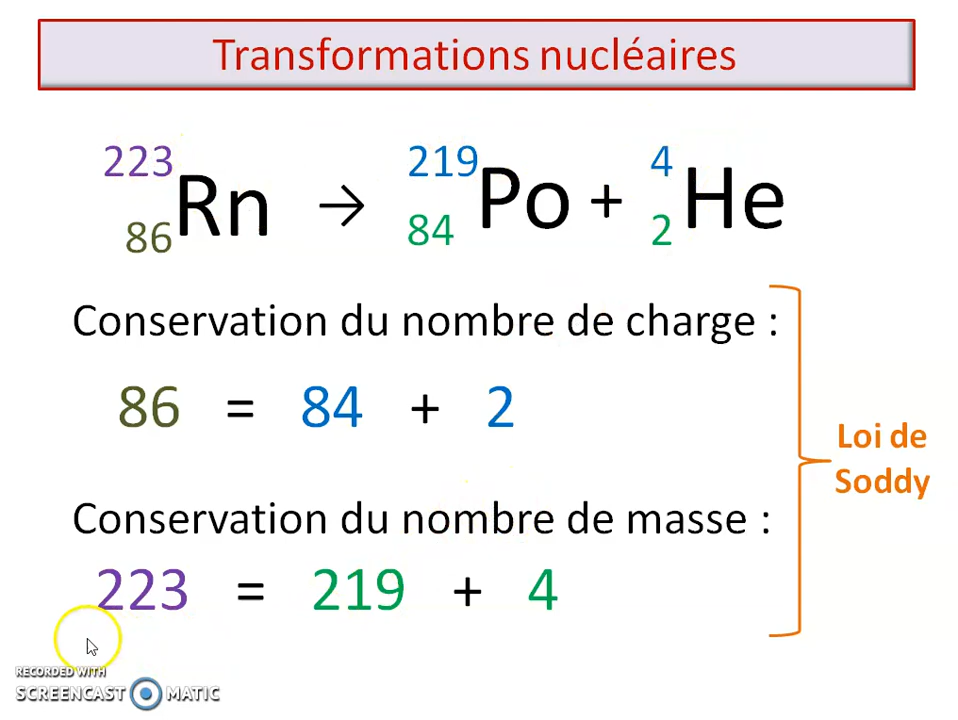 Transformations nucléaires
223 86 Rn → 219 84 Po + 4 2 He
Conservation du nombre de charge :
86 = 84 + 2
Loi de
Soddy
Conservation du nombre de masse :
223 = 219 + 4
RECORDED WITH
SCREENCAST MATIC